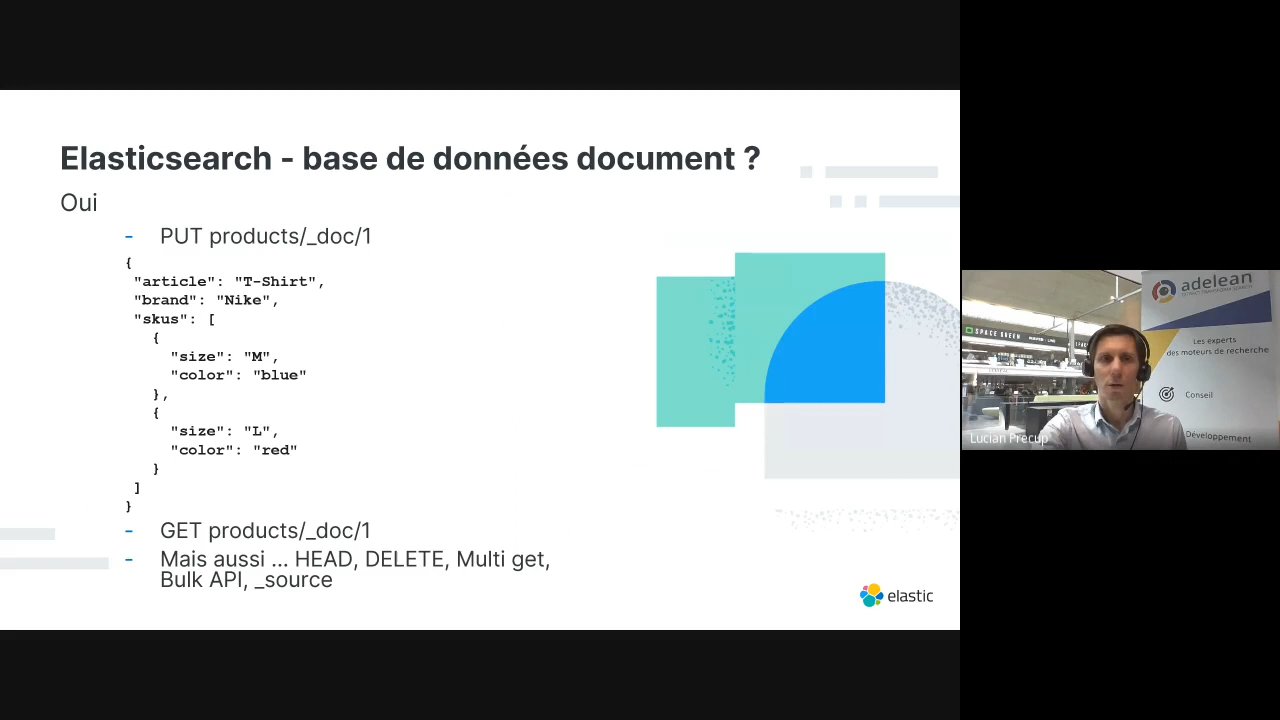 Elasticsearch - base de données document ?
Oui
- PUT products/_doc/1
{
"article": "T-Shirt",
"brand": "Nike",
"skus": [
{
"size": "M",
"color": "blue"
},
{
"size": "L",
"color": "red"
}
]
}
- GET products/_doc/1
- Mais aussi ... HEAD, DELETE, Multi get,
Bulk API, _source
elastic
adelean
SPACE GREEN
Les experts
des moteurs de recherche
Conseil
Développement
Lucian Precup